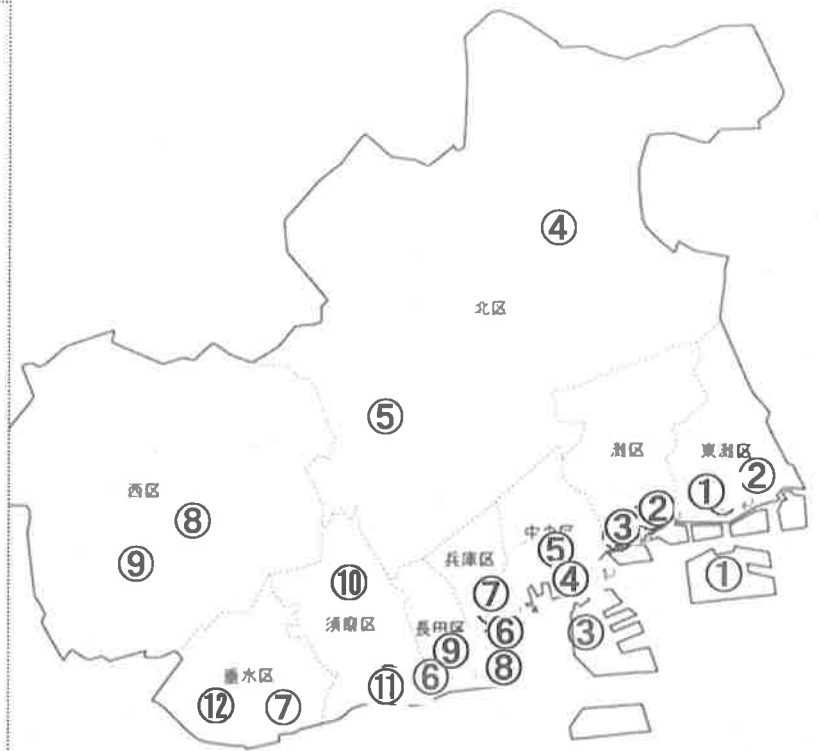 ④
北区
⑤
灘区
東灘区
②
①
西区
⑧
②
③
中央区
⑤
⑨
兵庫区
①
⑩
④
⑦
須磨区
長田区
⑥
③
⑨
⑧
垂水区
⑪
⑥
⑫
⑦